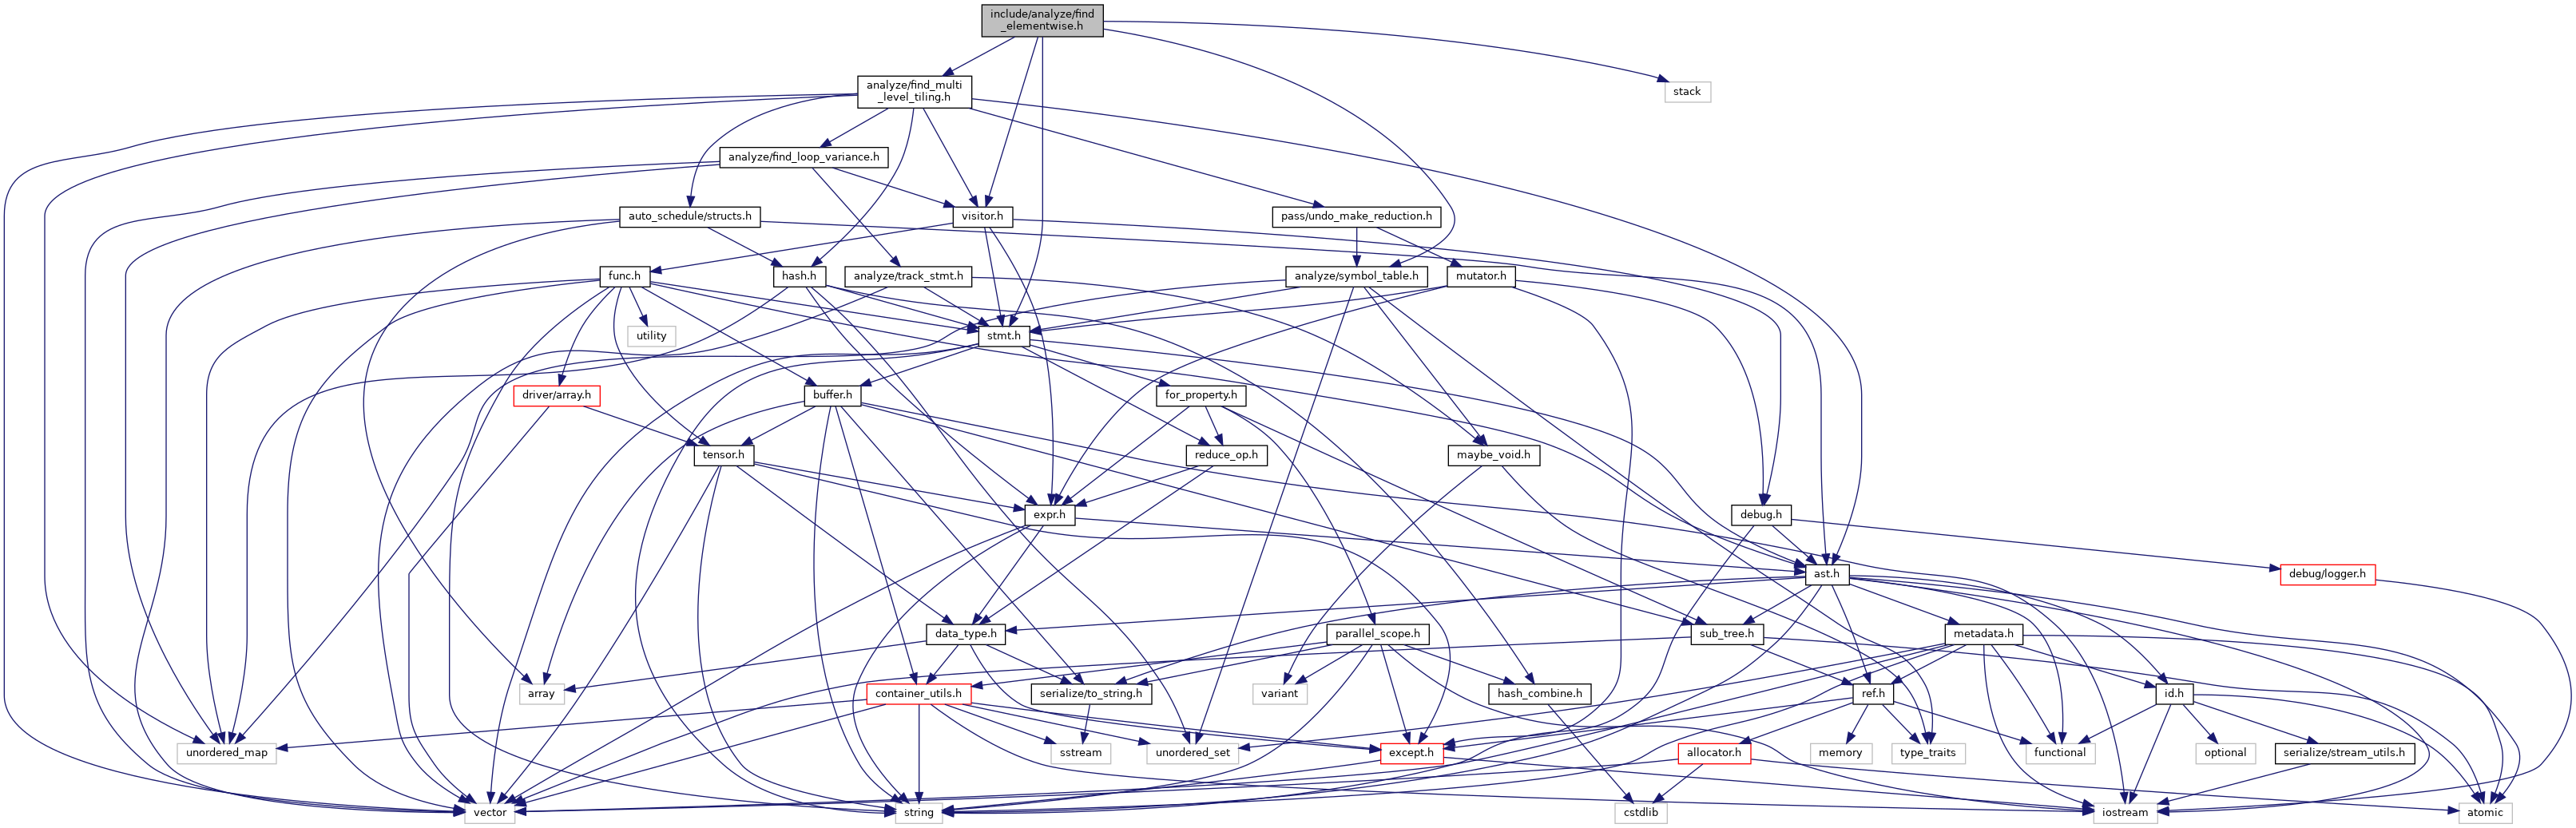 include/analyze/find
_elementwise.h
analyze/find_multi
_level_tiling.h
stack
analyze/find_loop_variance.h
auto_schedule/structs.h
visitor.h
pass/undo_make_reduction.h
func.h
hash.h
analyze/track_stmt.h
analyze/symbol_table.h
mutator.h
utility
stmt.h
driver/array.h
buffer.h
for_property.h
tensor.h
reduce_op.h
maybe_void.h
expr.h
debug.h
ast.h
debug/logger.h
data_type.h
parallel_scope.h
sub_tree.h
metadata.h
array
container_utils.h
serialize/to_string.h
variant
hash_combine.h
ref.h
id.h
unordered_map
sstream
unordered_set
except.h
allocator.h
memory
type_traits
functional
optional
serialize/stream_utils.h
vector
string
cstdlib
iostream
atomic